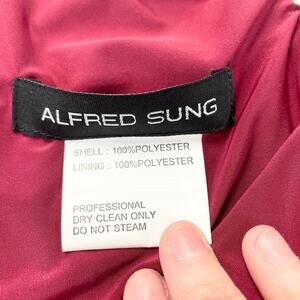 ALFRED SUNG
SHELL : 100%POLYESTER
LINING : 100%POLYESTER
PROFESSIONAL
DRY CLEAN ONLY
DO NOT STEAM